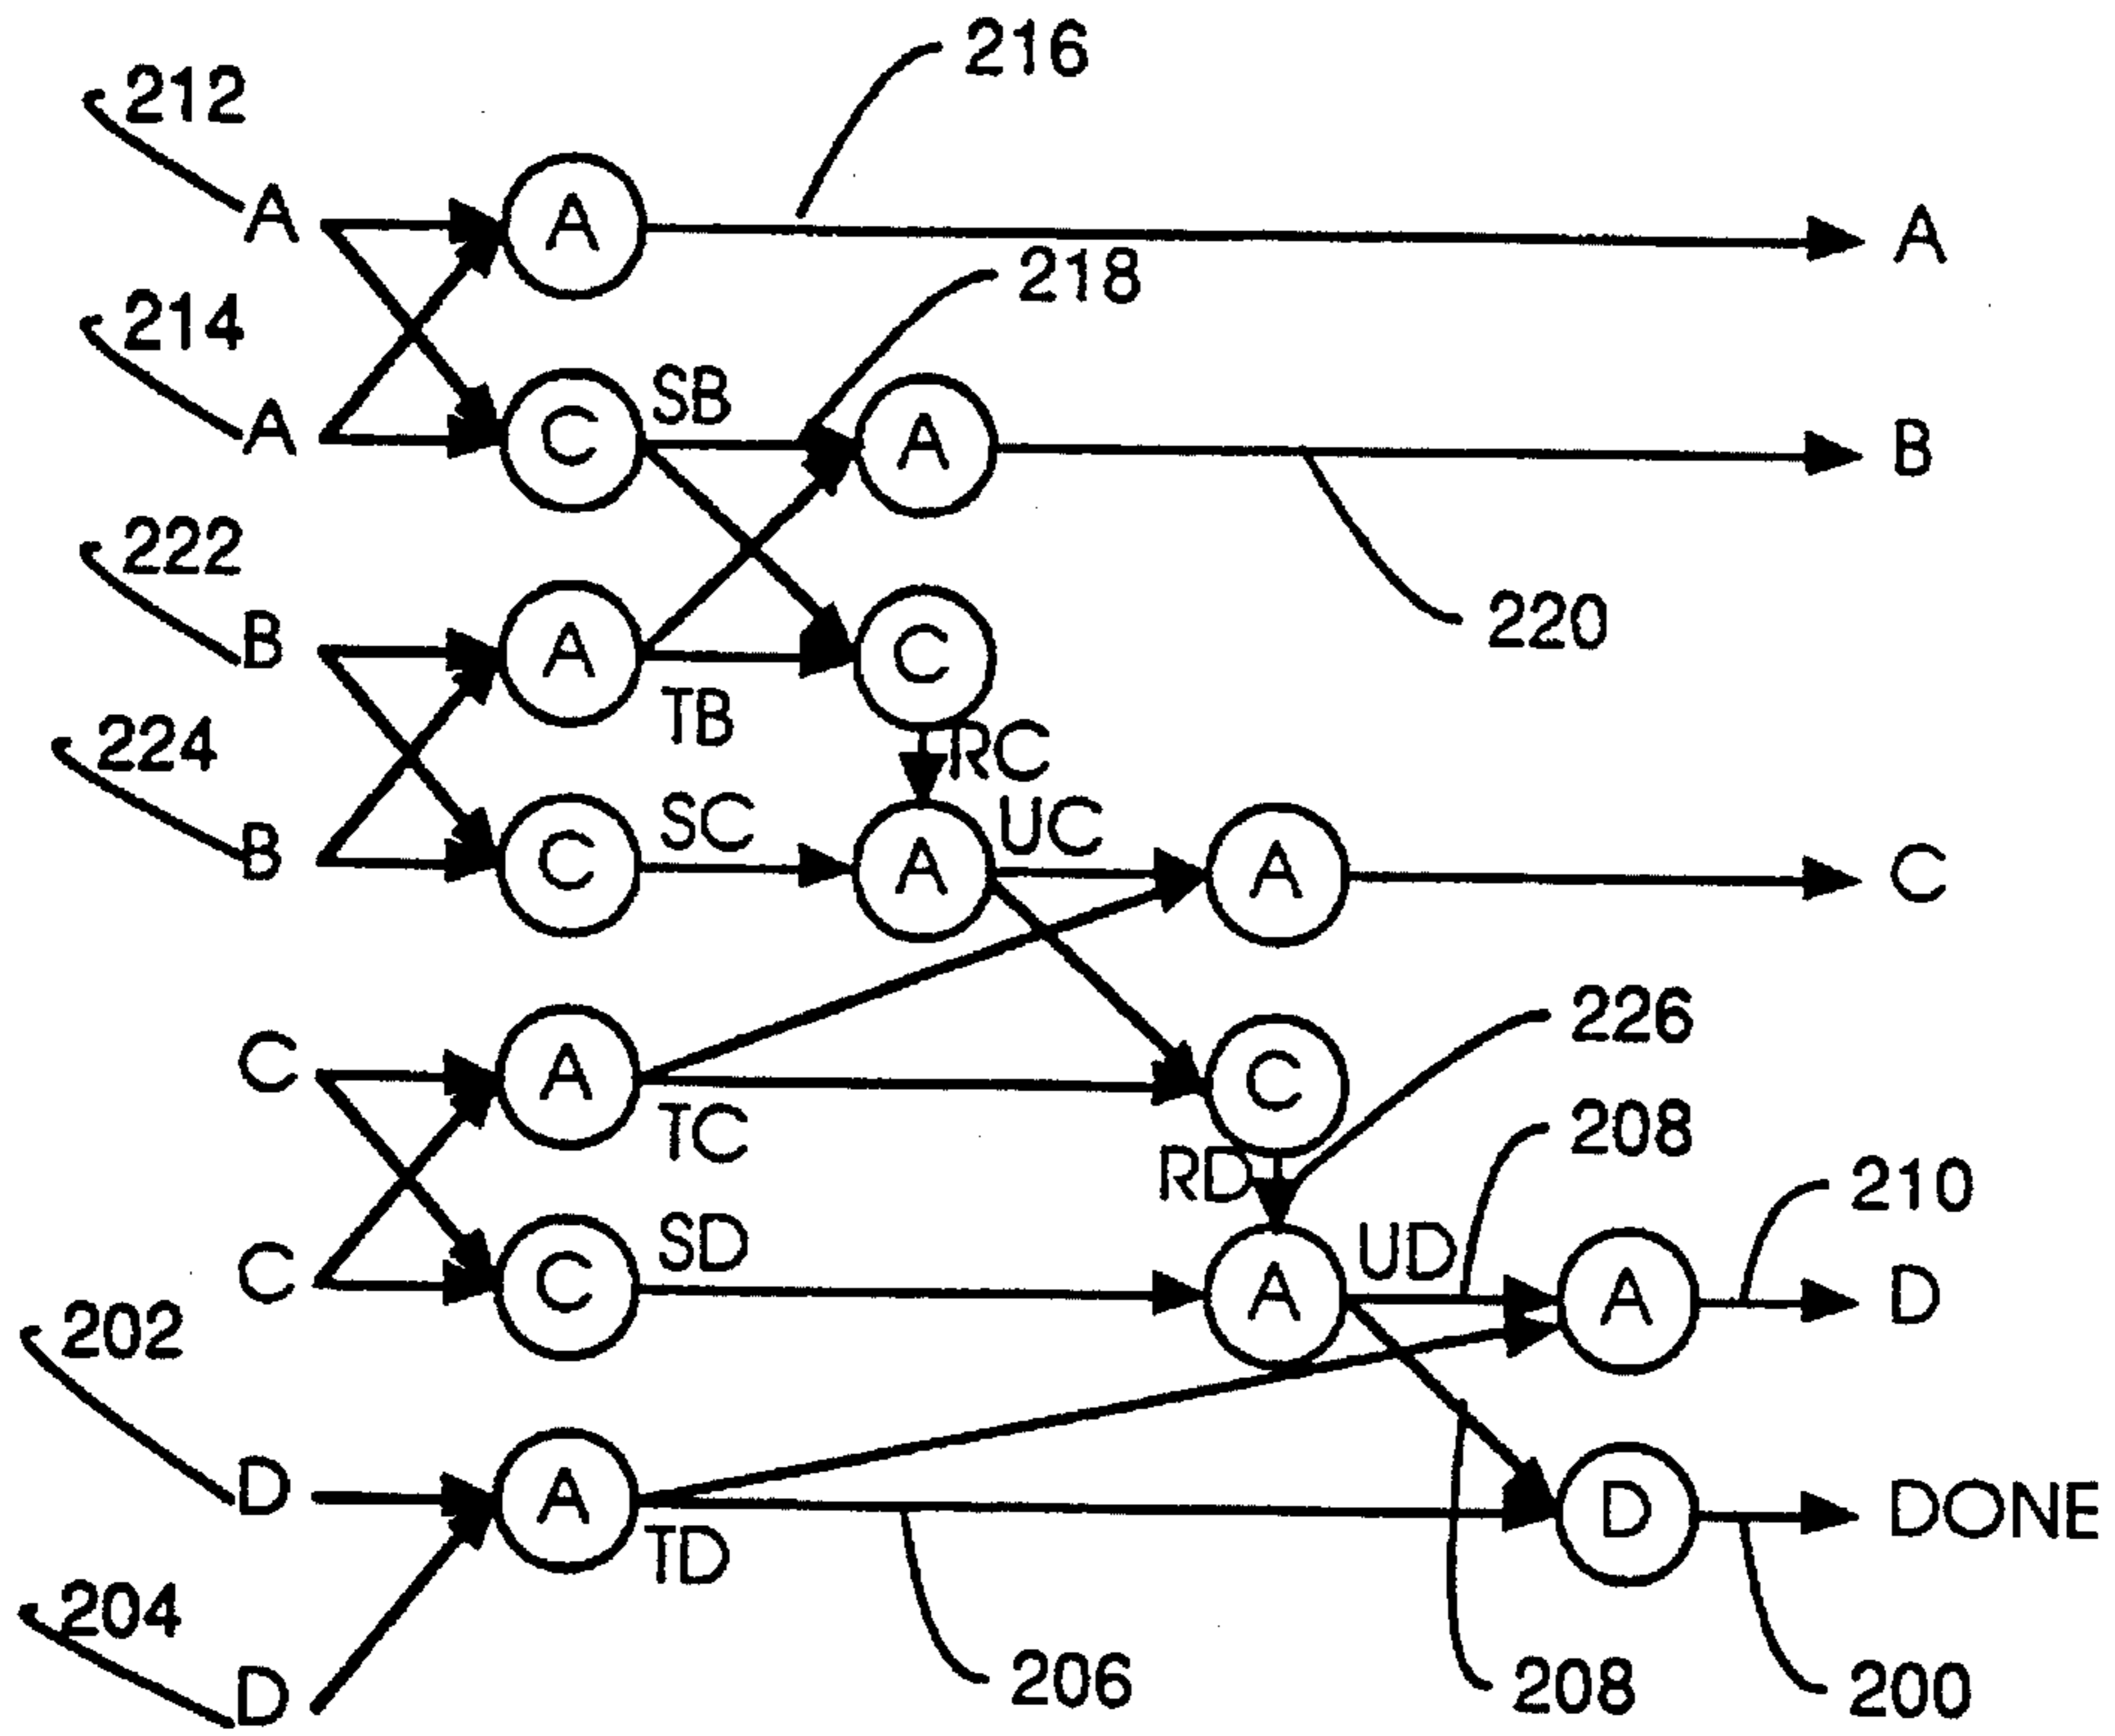 216
212
A A A
218
214
A C SB A B
222
220
B A C
TB
224
RC
SC UC
B C A A C
226
C A C
208
TC
RD 210
SD UD
C C A A D
202
D A D DONE
TD
204
206 208 200
D